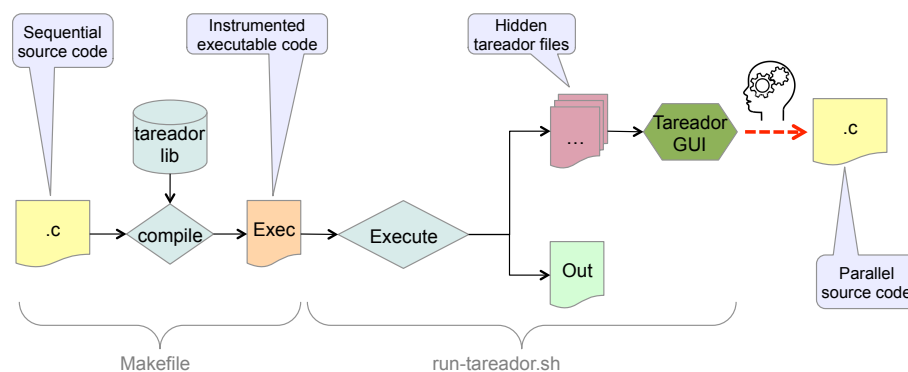 Sequential
source code
Instrumented
executable code
Hidden
tareador files
tareador
lib
...
Tareador
GUI
.c
.c
compile
Exec
Execute
Out
Parallel
source code
Makefile
run-tareador.sh